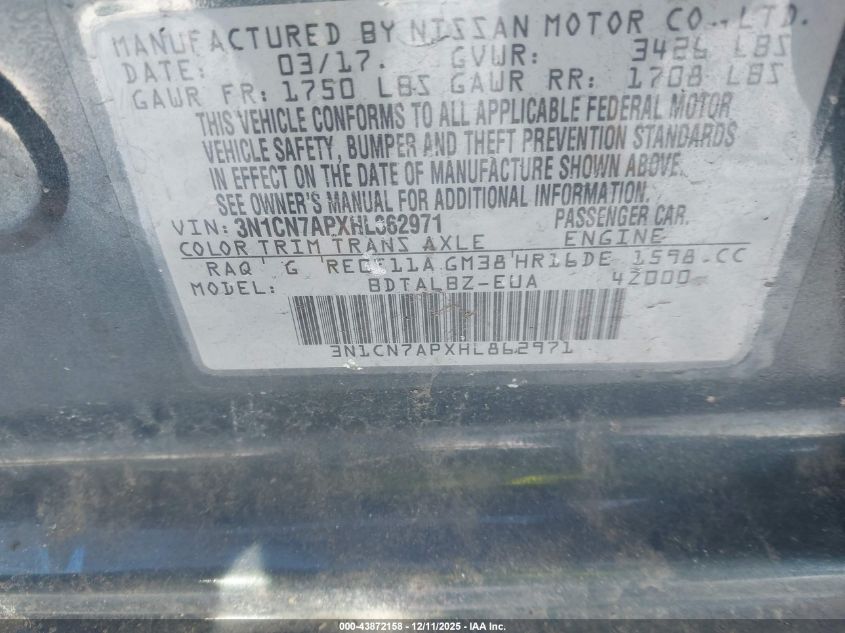 MANUFACTURED BY NISSAN MOTOR CO., LTD.
DATE: 03/17. GVWR: 3426 LBS
GAWR FR: 1750 LBS GAWR RR: 1708 LBS
THIS VEHICLE CONFORMS TO ALL APPLICABLE FEDERAL MOTOR
VEHICLE SAFETY, BUMPER AND THEFT PREVENTION STANDARDS
IN EFFECT ON THE DATE OF MANUFACTURE SHOWN ABOVE.
SEE OWNER'S MANUAL FOR ADDITIONAL INFORMATION.
VIN: 3N1CN7APXHL862971 PASSENGER CAR.
COLOR TRIM TRANS AXLE ENGINE
RAQ G RE0F11A GM38 HR16DE 1598.CC
MODEL: BDTALBZ-EUA 42000
3N1CN7APXHL862971
000-43872158 - 12/11/2025 - IAA Inc.